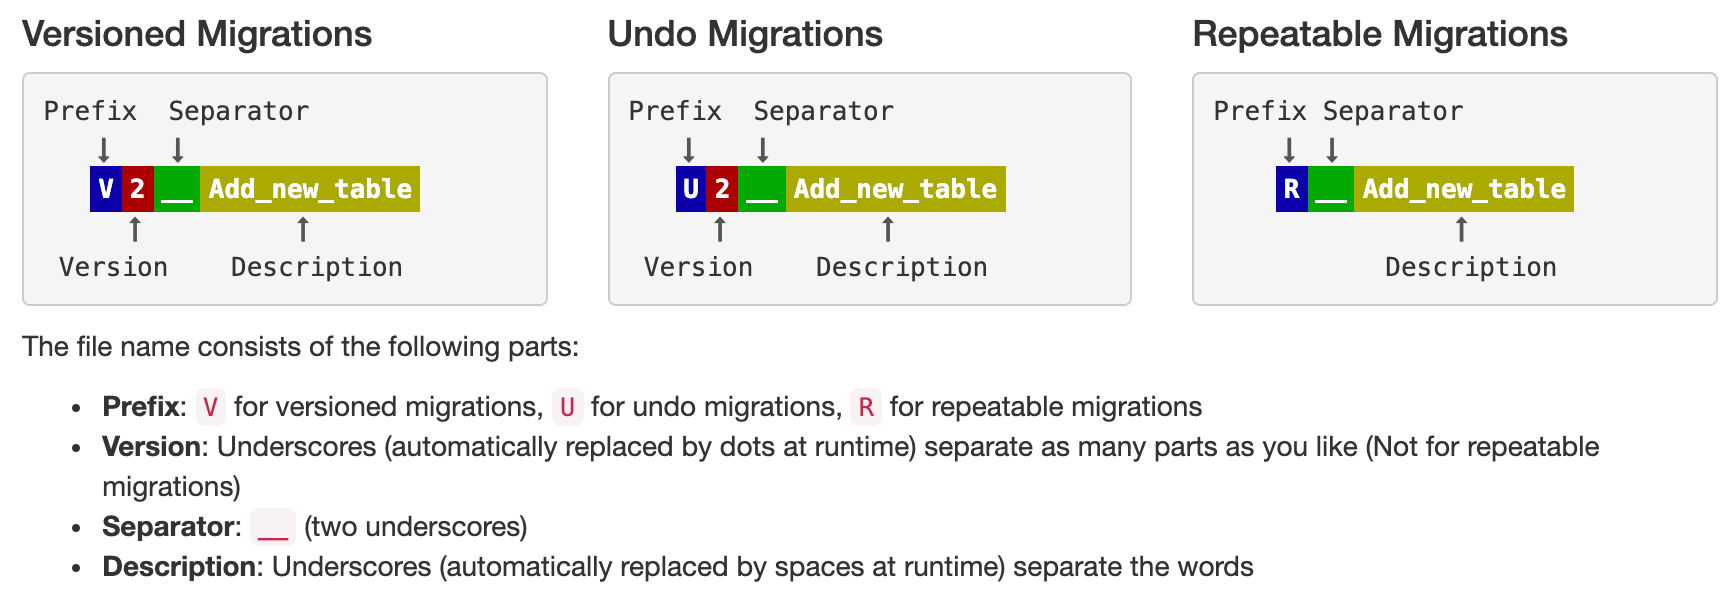 Versioned Migrations
Prefix Separator
V 2 __ Add_new_table
Version Description
Undo Migrations
Prefix Separator
U 2 __ Add_new_table
Version Description
Repeatable Migrations
Prefix Separator
R __ Add_new_table
Description
The file name consists of the following parts:
• Prefix: V for versioned migrations, U for undo migrations, R for repeatable migrations
• Version: Underscores (automatically replaced by dots at runtime) separate as many parts as you like (Not for repeatable
migrations)
• Separator: __ (two underscores)
• Description: Underscores (automatically replaced by spaces at runtime) separate the words